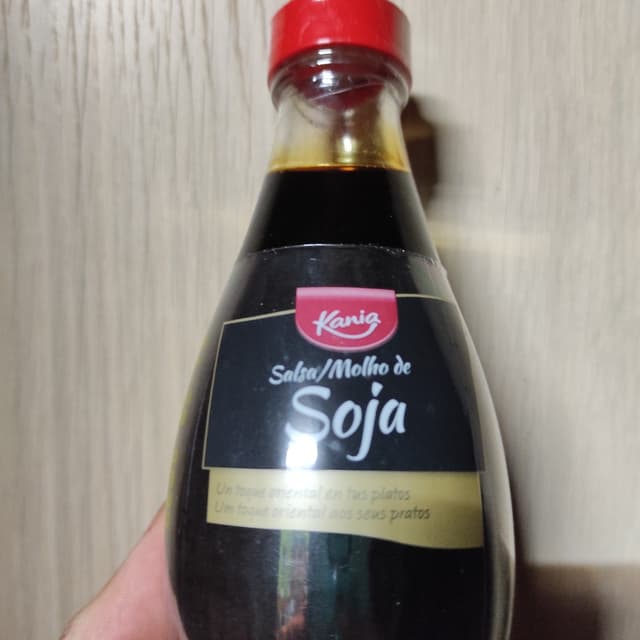 Kania
Salsa/Molho de
Soja
Un toque oriental en tus platos
Um toque oriental aos seus pratos